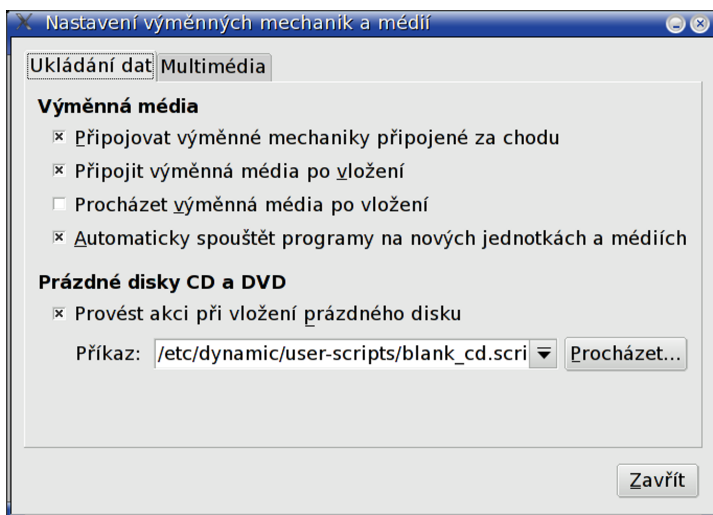 Nastavení výměnných mechanik a médií
Ukládání dat Multimédia
Výměnná média
Připojovat výměnné mechaniky připojené za chodu
Připojit výměnná média po vložení
Procházet výměnná média po vložení
Automaticky spouštět programy na nových jednotkách a médiích
Prázdné disky CD a DVD
Provést akci při vložení prázdného disku
Příkaz: /etc/dynamic/user-scripts/blank_cd.scri Procházet...
Zavřít